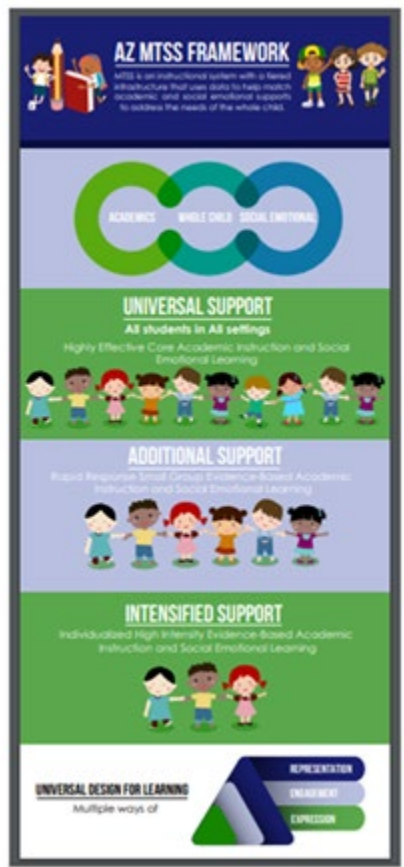 AZ MTSS FRAMEWORK
MTSS is an instructional system with a tiered
infrastructure that uses data to help match
academic and social emotional supports
to address the needs of the whole child.
ACADEMICS WHOLE CHILD SOCIAL EMOTIONAL
UNIVERSAL SUPPORT
All students in All settings
Highly Effective Core Academic Instruction and Social
Emotional Learning
ADDITIONAL SUPPORT
Rapid Response Small Group Evidence-Based Academic
Instruction and Social Emotional Learning
INTENSIFIED SUPPORT
Individualized High Intensity Evidence-Based Academic
Instruction and Social Emotional Learning
UNIVERSAL DESIGN FOR LEARNING
Multiple ways of
REPRESENTATION
ENGAGEMENT
EXPRESSION